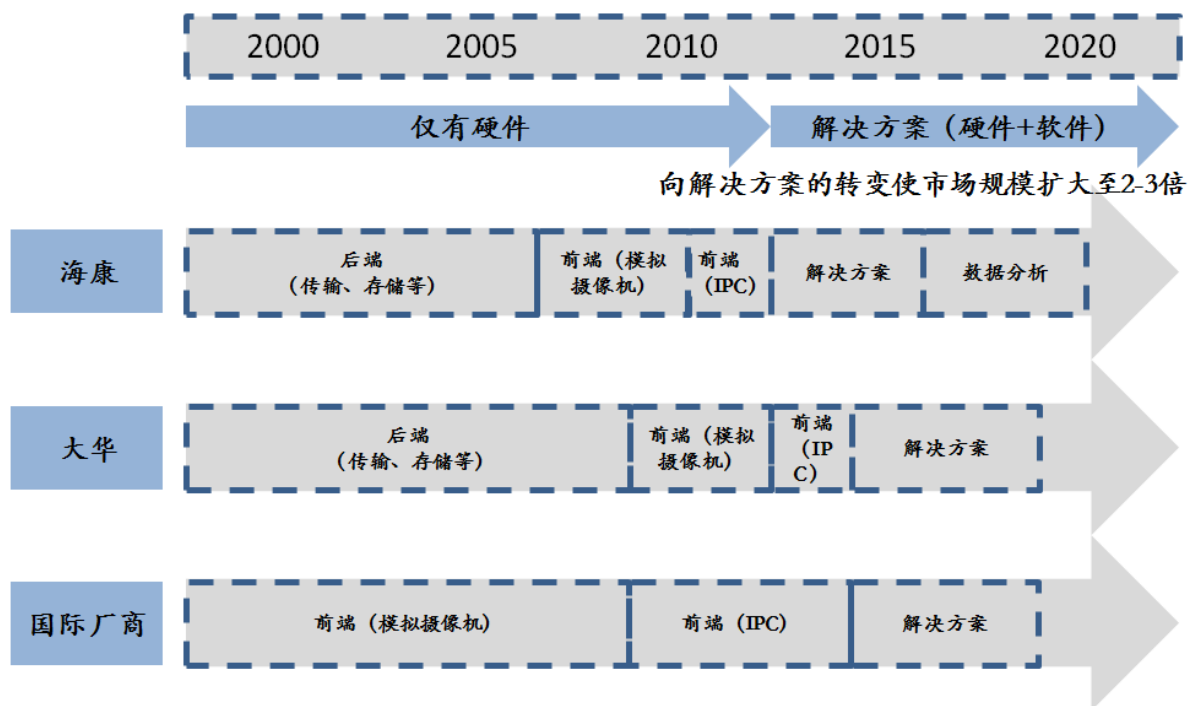 2000 2005 2010 2015 2020
仅有硬件
解决方案（硬件+软件）
向解决方案的转变使市场规模扩大至2-3倍
海康
后端
（传输、存储等）
前端（模拟
摄像机）
前端
（IPC）
解决方案
数据分析
大华
后端
（传输、存储等）
前端（模拟
摄像机）
前端
（IP
C）
解决方案
国际厂商
前端（模拟摄像机）
前端（IPC）
解决方案